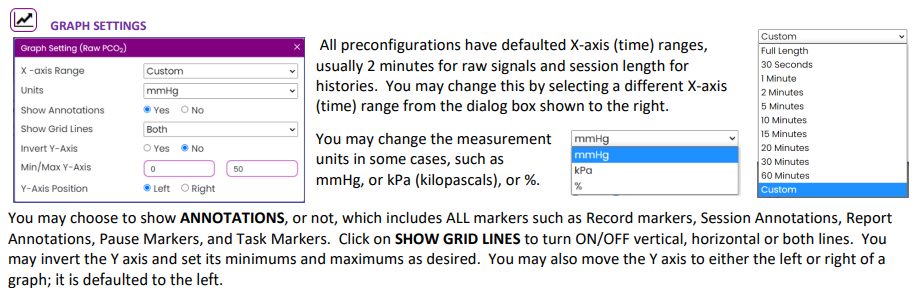 GRAPH SETTINGS
Graph Setting (Raw PCO₂) ×
X -axis Range Custom
Units mmHg
Show Annotations Yes No
Show Grid Lines Both
Invert Y-Axis Yes No
Min/Max Y-Axis 0 50
Y-Axis Position Left Right
All preconfigurations have defaulted X-axis (time) ranges,
usually 2 minutes for raw signals and session length for
histories.  You may change this by selecting a different X-axis
(time) range from the dialog box shown to the right.
Custom
Full Length
30 Seconds
1 Minute
2 Minutes
5 Minutes
10 Minutes
15 Minutes
20 Minutes
30 Minutes
60 Minutes
Custom
You may change the measurement
units in some cases, such as
mmHg, or kPa (kilopascals), or %.
mmHg
mmHg
kPa
%
You may choose to show ANNOTATIONS, or not, which includes ALL markers such as Record markers, Session Annotations, Report
Annotations, Pause Markers, and Task Markers.  Click on SHOW GRID LINES to turn ON/OFF vertical, horizontal or both lines.  You
may invert the Y axis and set its minimums and maximums as desired.  You may also move the Y axis to either the left or right of a
graph; it is defaulted to the left.